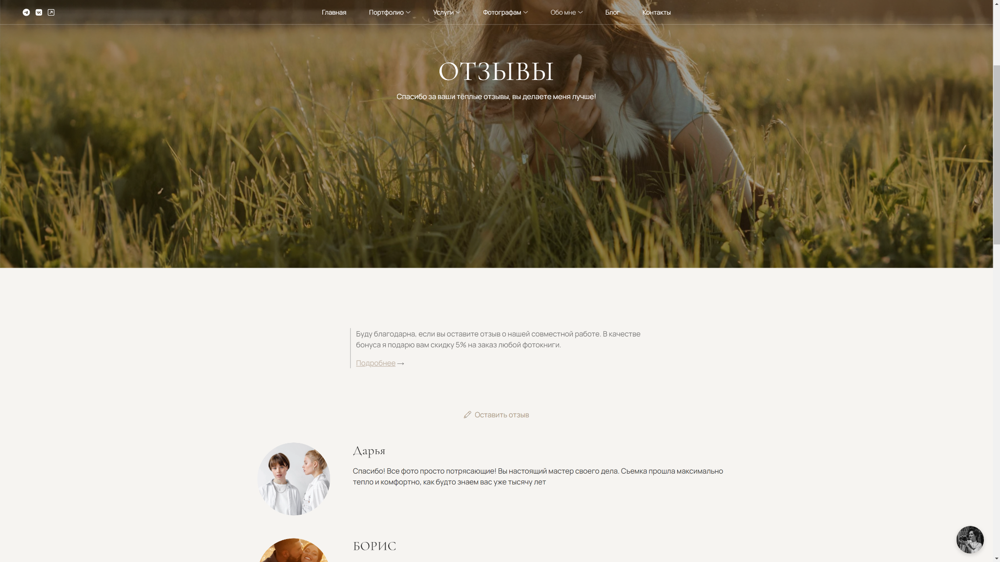 Главная Портфолио Услуги Фотографам Обо мне Блог Контакты
ОТЗЫВЫ
Спасибо за ваши тёплые отзывы, вы делаете меня лучше!
Буду благодарна, если вы оставите отзыв о нашей совместной работе. В качестве
бонуса я подарю вам скидку 5% на заказ любой фотокниги.
Подробнее →
Оставить отзыв
Дарья
Спасибо! Все фото просто потрясающие! Вы настоящий мастер своего дела. Съемка прошла максимально
тепло и комфортно, как будто знаем вас уже тысячу лет
БОРИС